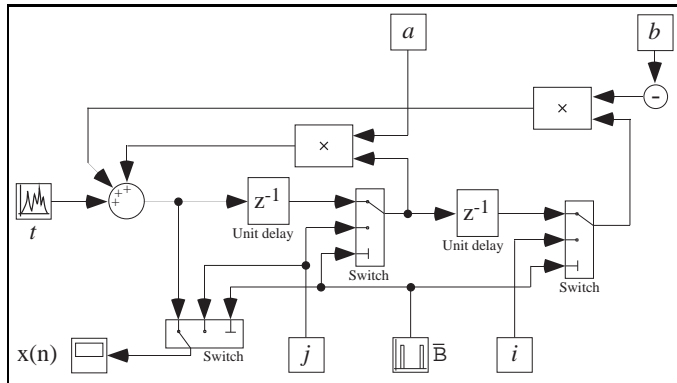 a
b
-
×
×
+
+
+
t
z⁻¹
Unit delay
Switch
z⁻¹
Unit delay
Switch
x(n)
Switch
j
B̅
i